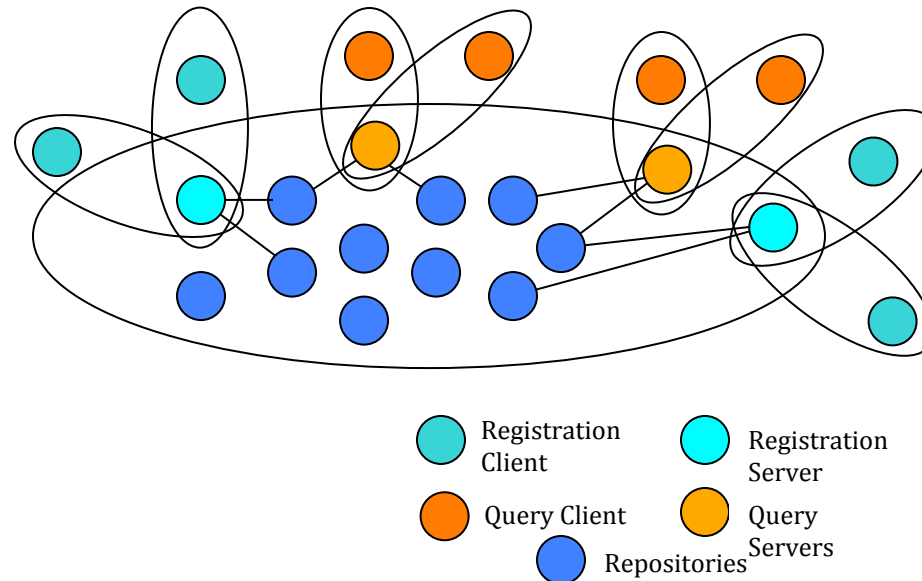 Registration
Client
Registration
Server
Query Client
Query
Servers
Repositories